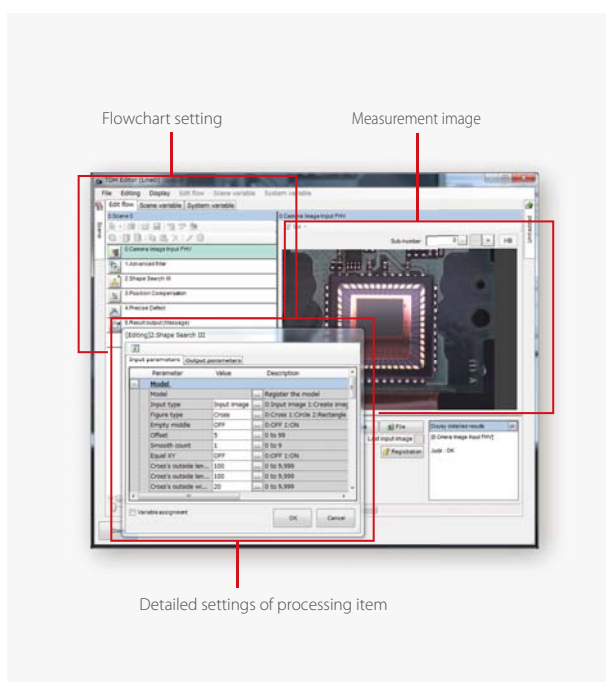 Flowchart setting
Measurement image
TDM Editor [Line0]
File Editing Display Edit flow Scene variable System variable
Edit flow Scene variable System variable
0.Scene 0
0.Camera Image Input FHV
Scene
Sub-number 0
0.Camera Image Input FHV
1.Advanced filter
2.Shape Search III
3.Position Compensation
4.Precise Defect
5.Result output (Message)
[Editing]2.Shape Search III
Input parameters Output parameters
Parameter Value Description
Model
Model ... Register the model
Input type Input image ... 0:Input image 1:Create imag
Figure type Cross ... 0:Cross 1:Circle 2:Rectangle
Empty middle OFF ... 0:OFF 1:ON
Offset 5 ... 0 to 99
Smooth count 1 ... 0 to 9
Equal XY OFF ... 0:OFF 1:ON
Cross's outside len... 100 ... 0 to 9,999
Cross's outside len... 100 ... 0 to 9,999
Cross's outside wi... 20 ... 0 to 9,999
Variable assignment
OK Cancel
File
Last input image
Registration
Display detailed results
[0.Camera Image Input FHV]
Judge : OK
Detailed settings of processing item